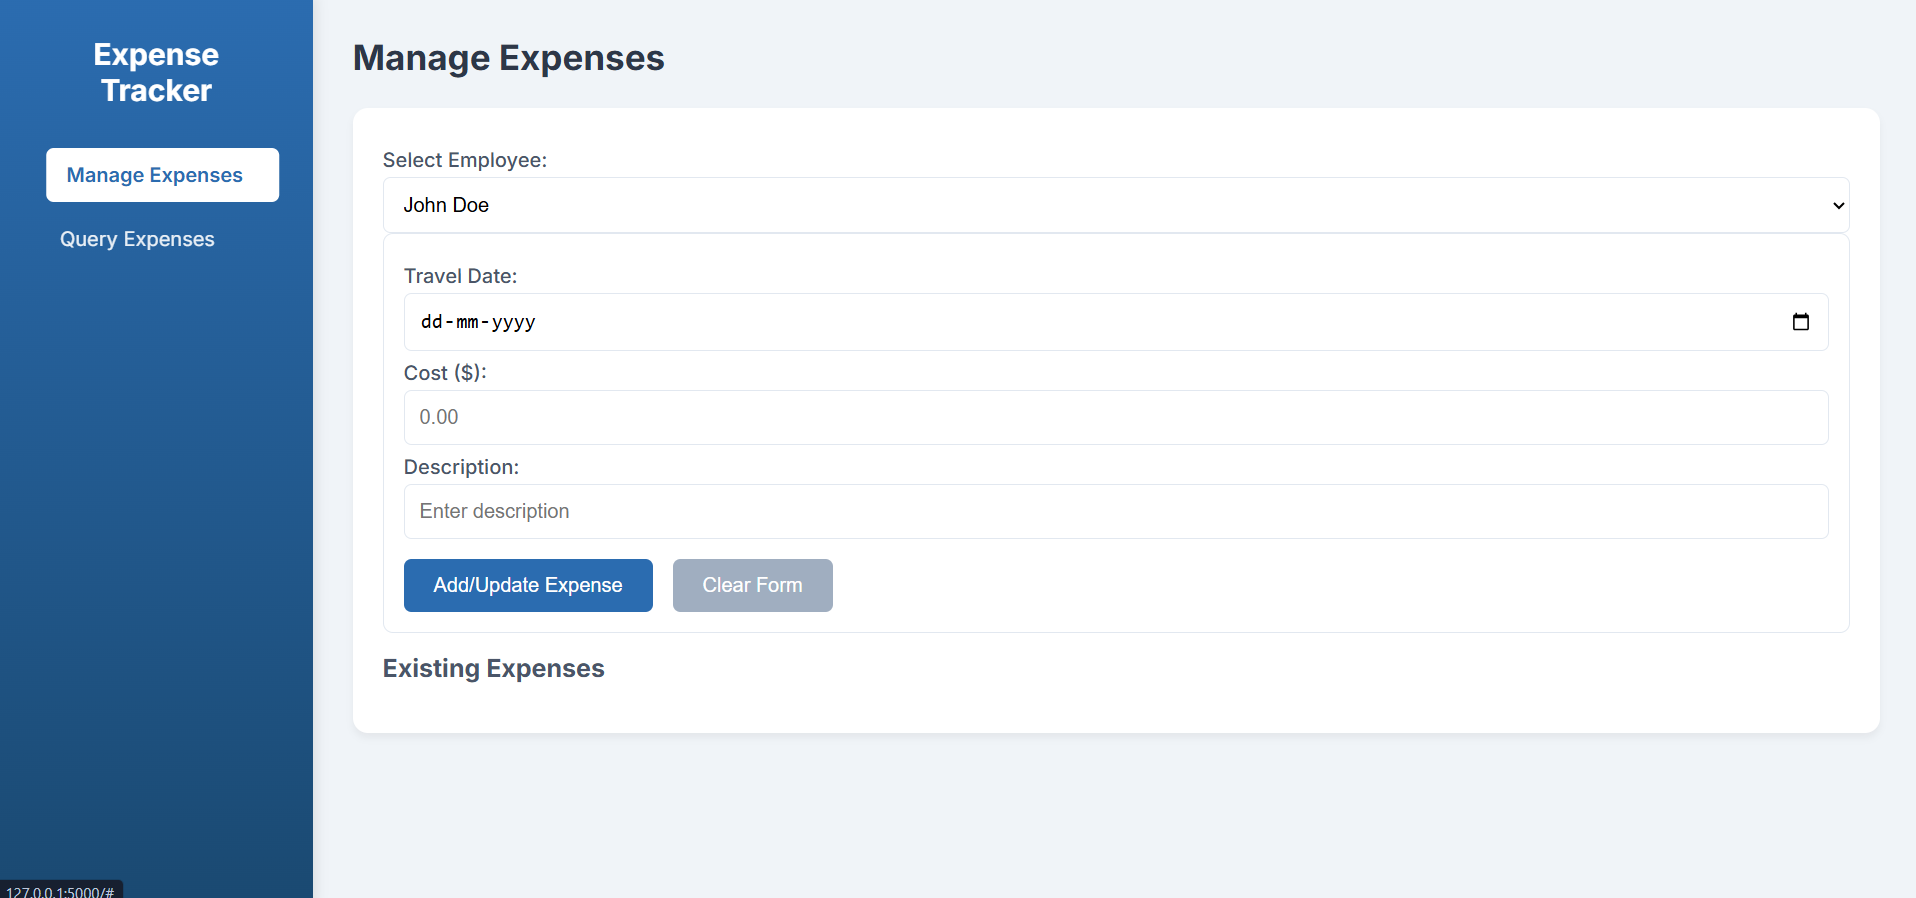 Expense
Tracker
Manage Expenses
Query Expenses
Manage Expenses
Select Employee:
John Doe
Travel Date:
dd-mm-yyyy
Cost ($):
0.00
Description:
Enter description
Add/Update Expense
Clear Form
Existing Expenses
127.0.0.1:5000/#